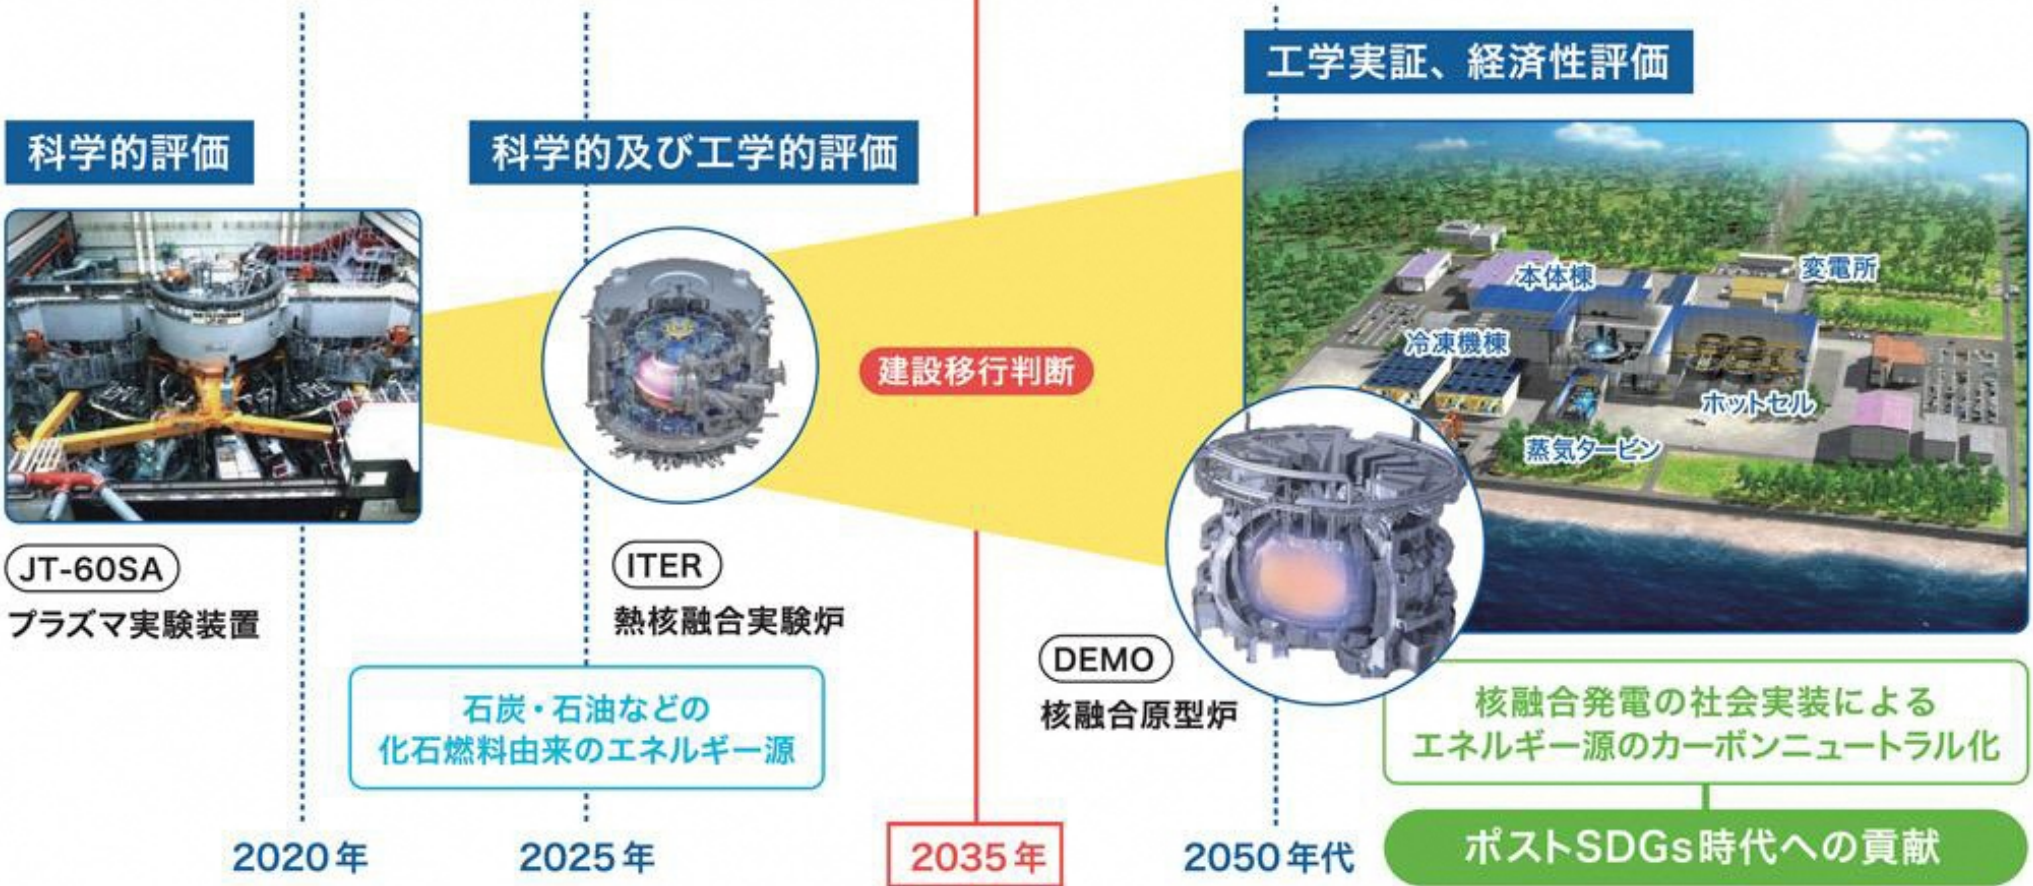 工学実証、経済性評価
科学的評価
科学的及び工学的評価
本体棟
変電所
冷凍機棟
建設移行判断
ホットセル
蒸気タービン
JT-60SA
プラズマ実験装置
ITER
熱核融合実験炉
DEMO
核融合原型炉
石炭・石油などの
化石燃料由来のエネルギー源
核融合発電の社会実装による
エネルギー源のカーボンニュートラル化
2020年
2025年
2035年
2050年代
ポストSDGs時代への貢献